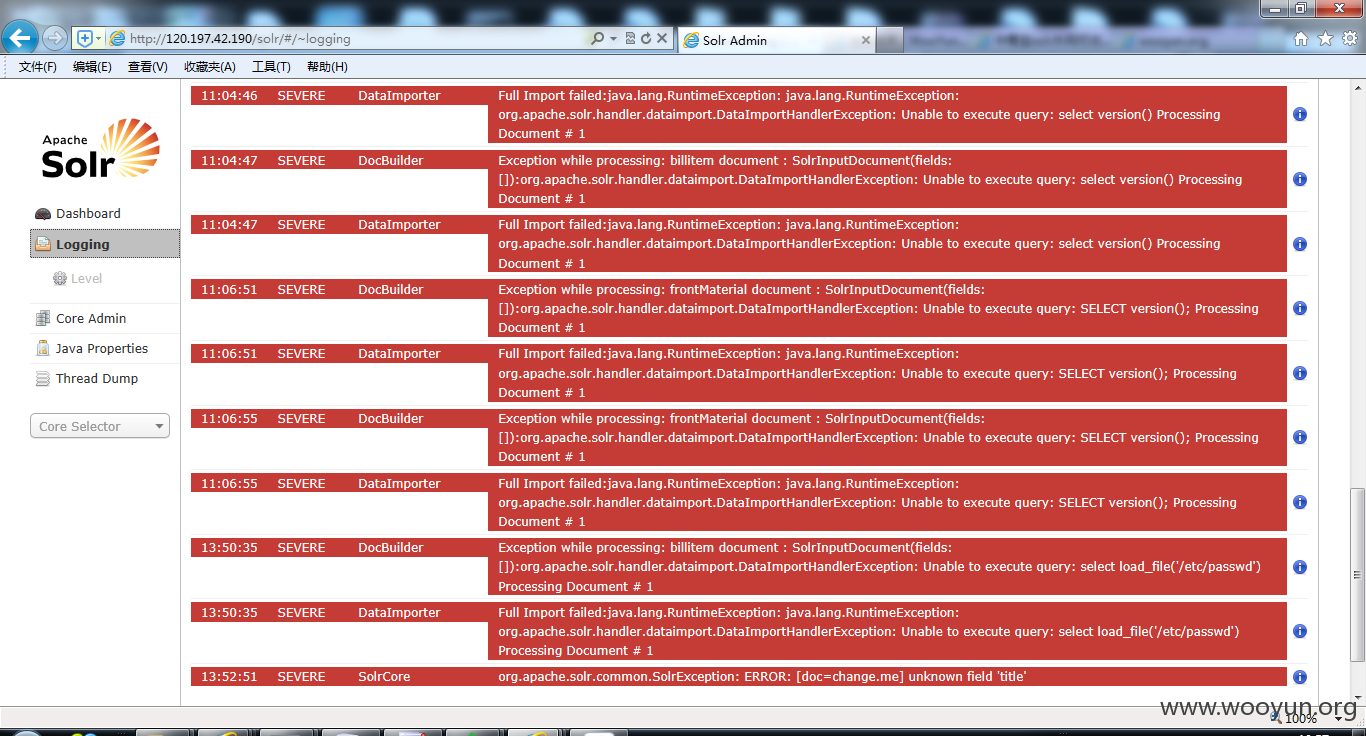 http://120.197.42.190/solr/#/~logging
Solr Admin
文件(F) 编辑(E) 查看(V) 收藏夹(A) 工具(T) 帮助(H)
Apache
Solr
Dashboard
Logging
Level
Core Admin
Java Properties
Thread Dump
Core Selector
11:04:46 SEVERE DataImporter Full Import failed:java.lang.RuntimeException: java.lang.RuntimeException:
org.apache.solr.handler.dataimport.DataImportHandlerException: Unable to execute query: select version() Processing
Document # 1
11:04:47 SEVERE DocBuilder Exception while processing: billitem document : SolrInputDocument(fields:
[]):org.apache.solr.handler.dataimport.DataImportHandlerException: Unable to execute query: select version() Processing
Document # 1
11:04:47 SEVERE DataImporter Full Import failed:java.lang.RuntimeException: java.lang.RuntimeException:
org.apache.solr.handler.dataimport.DataImportHandlerException: Unable to execute query: select version() Processing
Document # 1
11:06:51 SEVERE DocBuilder Exception while processing: frontMaterial document : SolrInputDocument(fields:
[]):org.apache.solr.handler.dataimport.DataImportHandlerException: Unable to execute query: SELECT version(); Processing
Document # 1
11:06:51 SEVERE DataImporter Full Import failed:java.lang.RuntimeException: java.lang.RuntimeException:
org.apache.solr.handler.dataimport.DataImportHandlerException: Unable to execute query: SELECT version(); Processing
Document # 1
11:06:55 SEVERE DocBuilder Exception while processing: frontMaterial document : SolrInputDocument(fields:
[]):org.apache.solr.handler.dataimport.DataImportHandlerException: Unable to execute query: SELECT version(); Processing
Document # 1
11:06:55 SEVERE DataImporter Full Import failed:java.lang.RuntimeException: java.lang.RuntimeException:
org.apache.solr.handler.dataimport.DataImportHandlerException: Unable to execute query: SELECT version(); Processing
Document # 1
13:50:35 SEVERE DocBuilder Exception while processing: billitem document : SolrInputDocument(fields:
[]):org.apache.solr.handler.dataimport.DataImportHandlerException: Unable to execute query: select load_file('/etc/passwd')
Processing Document # 1
13:50:35 SEVERE DataImporter Full Import failed:java.lang.RuntimeException: java.lang.RuntimeException:
org.apache.solr.handler.dataimport.DataImportHandlerException: Unable to execute query: select load_file('/etc/passwd')
Processing Document # 1
13:52:51 SEVERE SolrCore org.apache.solr.common.SolrException: ERROR: [doc=change.me] unknown field 'title'
www.wooyun.org
100%